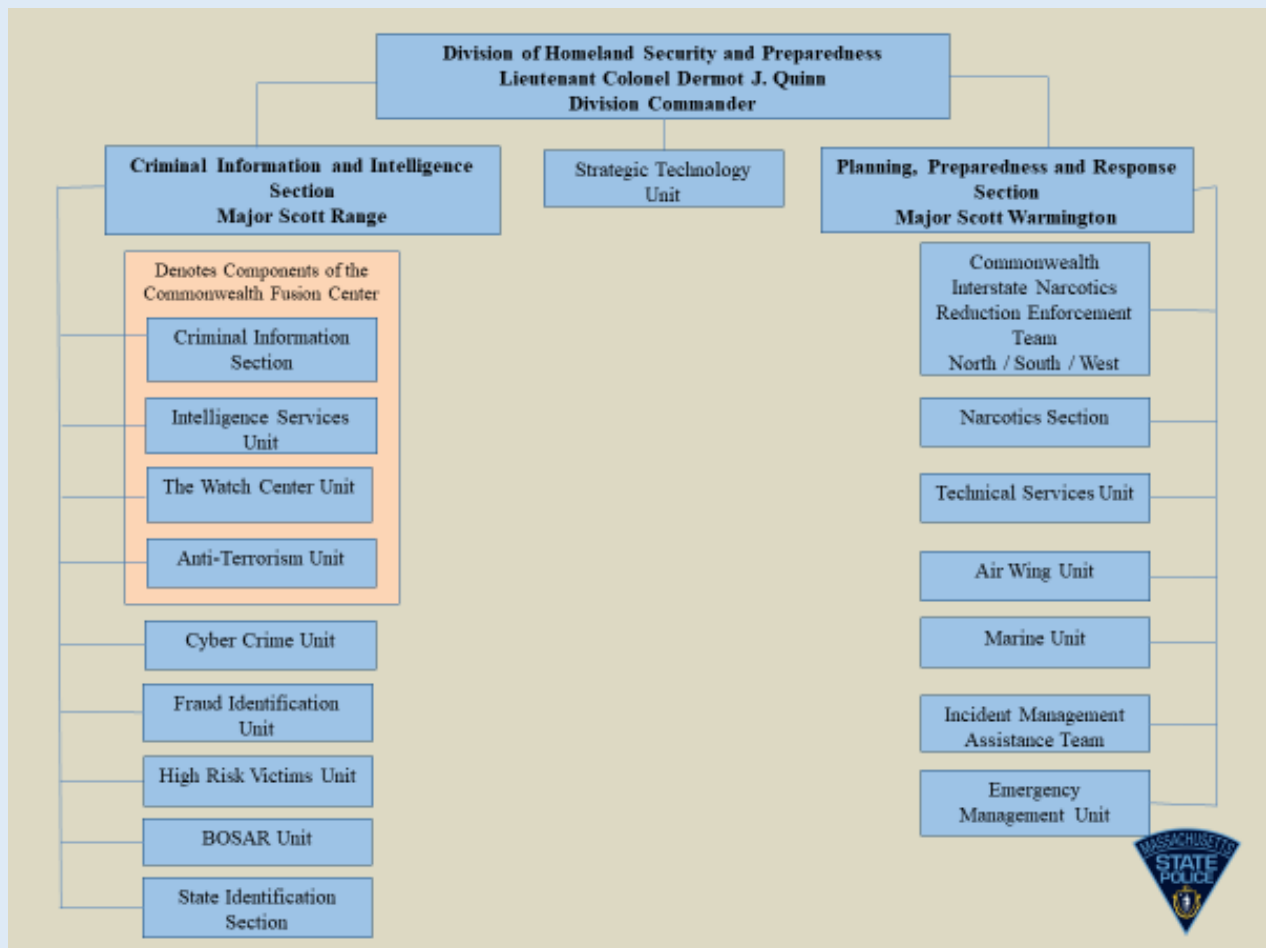 Division of Homeland Security and Preparedness
Lieutenant Colonel Dermot J. Quinn
Division Commander
Criminal Information and Intelligence
Section
Major Scott Range
Strategic Technology
Unit
Planning, Preparedness and Response
Section
Major Scott Warmington
Denotes Components of the
Commonwealth Fusion Center
Criminal Information
Section
Intelligence Services
Unit
The Watch Center Unit
Anti-Terrorism Unit
Cyber Crime Unit
Fraud Identification
Unit
High Risk Victims Unit
BOSAR Unit
State Identification
Section
Commonwealth
Interstate Narcotics
Reduction Enforcement
Team
North / South / West
Narcotics Section
Technical Services Unit
Air Wing Unit
Marine Unit
Incident Management
Assistance Team
Emergency
Management Unit
MASSACHUSETTS
STATE
POLICE